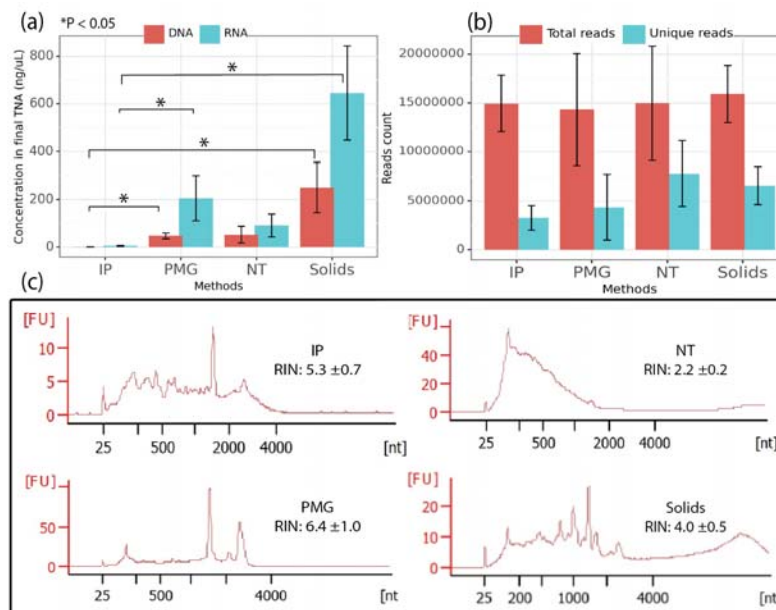 (a) *P < 0.05
DNA RNA
Concentration in final TNA (ng/uL)
800
600
400
200
0
* * * *
IP PMG NT Solids
Methods
(b)
Total reads Unique reads
Reads count
20000000
15000000
10000000
5000000
0
IP PMG NT Solids
Methods
(c)
[FU]
10
5
0
IP
RIN: 5.3 ±0.7
25 500 2000 4000 [nt]
[FU]
40
20
0
NT
RIN: 2.2 ±0.2
25 500 2000 4000 [nt]
[FU]
50
0
PMG
RIN: 6.4 ±1.0
25 500 4000
[FU]
20
10
0
Solids
RIN: 4.0 ±0.5
25 200 1000 4000 [nt]